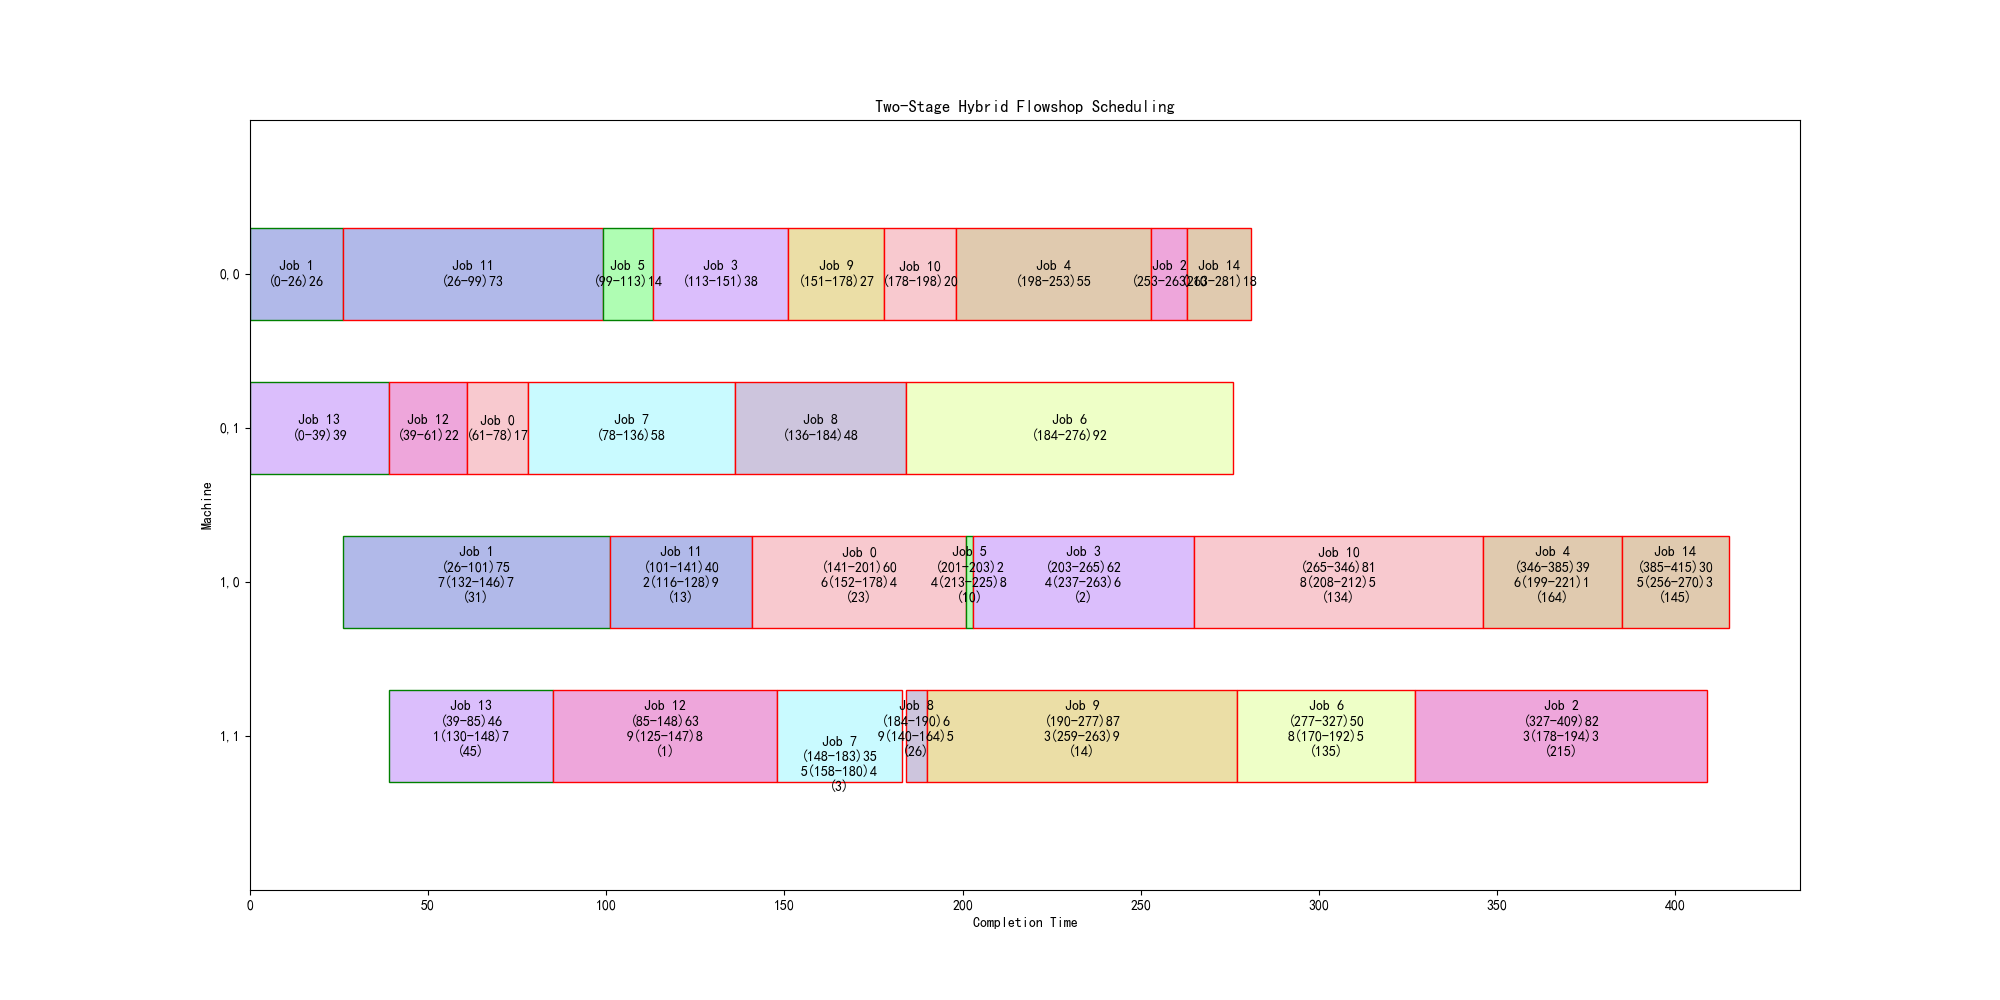 Two-Stage Hybrid Flowshop Scheduling
Machine
0,0
Job 1
(0-26)26
Job 11
(26-99)73
Job 5
(99-113)14
Job 3
(113-151)38
Job 9
(151-178)27
Job 10
(178-198)20
Job 4
(198-253)55
Job 2
(253-263)10
Job 14
(263-281)18
0,1
Job 13
(0-39)39
Job 12
(39-61)22
Job 0
(61-78)17
Job 7
(78-136)58
Job 8
(136-184)48
Job 6
(184-276)92
1,0
Job 1
(26-101)75
7(132-146)7
(31)
Job 11
(101-141)40
2(116-128)9
(13)
Job 0
(141-201)60
6(152-178)4
(23)
Job 5
(201-203)2
4(213-225)8
(10)
Job 3
(203-265)62
4(237-263)6
(2)
Job 10
(265-346)81
8(208-212)5
(134)
Job 4
(346-385)39
6(199-221)1
(164)
Job 14
(385-415)30
5(256-270)3
(145)
1,1
Job 13
(39-85)46
1(130-148)7
(45)
Job 12
(85-148)63
9(125-147)8
(1)
Job 7
(148-183)35
5(158-180)4
(3)
Job 8
(184-190)6
9(140-164)5
(26)
Job 9
(190-277)87
3(259-263)9
(14)
Job 6
(277-327)50
8(170-192)5
(135)
Job 2
(327-409)82
3(178-194)3
(215)
0 50 100 150 200 250 300 350 400
Completion Time